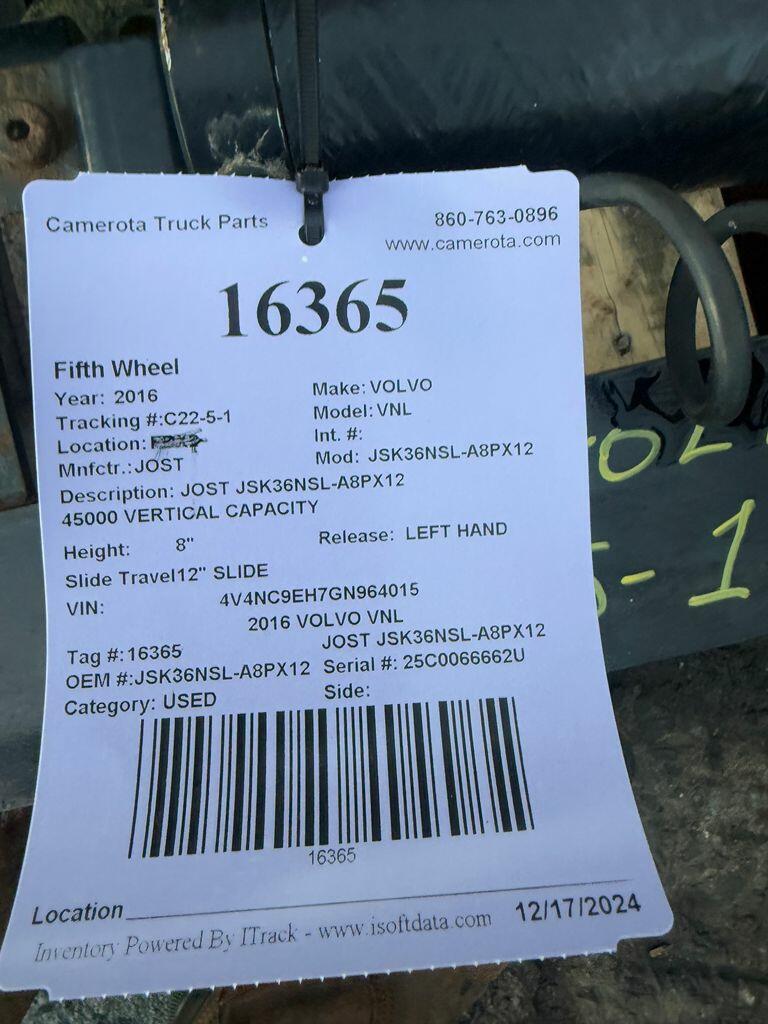 Camerota Truck Parts 860-763-0896
www.camerota.com
16365
Fifth Wheel
Year: 2016 Make: VOLVO
Tracking #:C22-5-1 Model: VNL
Location: Int. #:
Mnfctr.: JOST Mod: JSK36NSL-A8PX12
Description: JOST JSK36NSL-A8PX12
45000 VERTICAL CAPACITY
Height: 8" Release: LEFT HAND
Slide Travel12" SLIDE
VIN: 4V4NC9EH7GN964015
2016 VOLVO VNL
Tag #:16365 JOST JSK36NSL-A8PX12
OEM #:JSK36NSL-A8PX12 Serial #: 25C0066662U
Category: USED Side:
16365
Location
Inventory Powered By ITrack - www.isoftdata.com 12/17/2024
OL
- 1